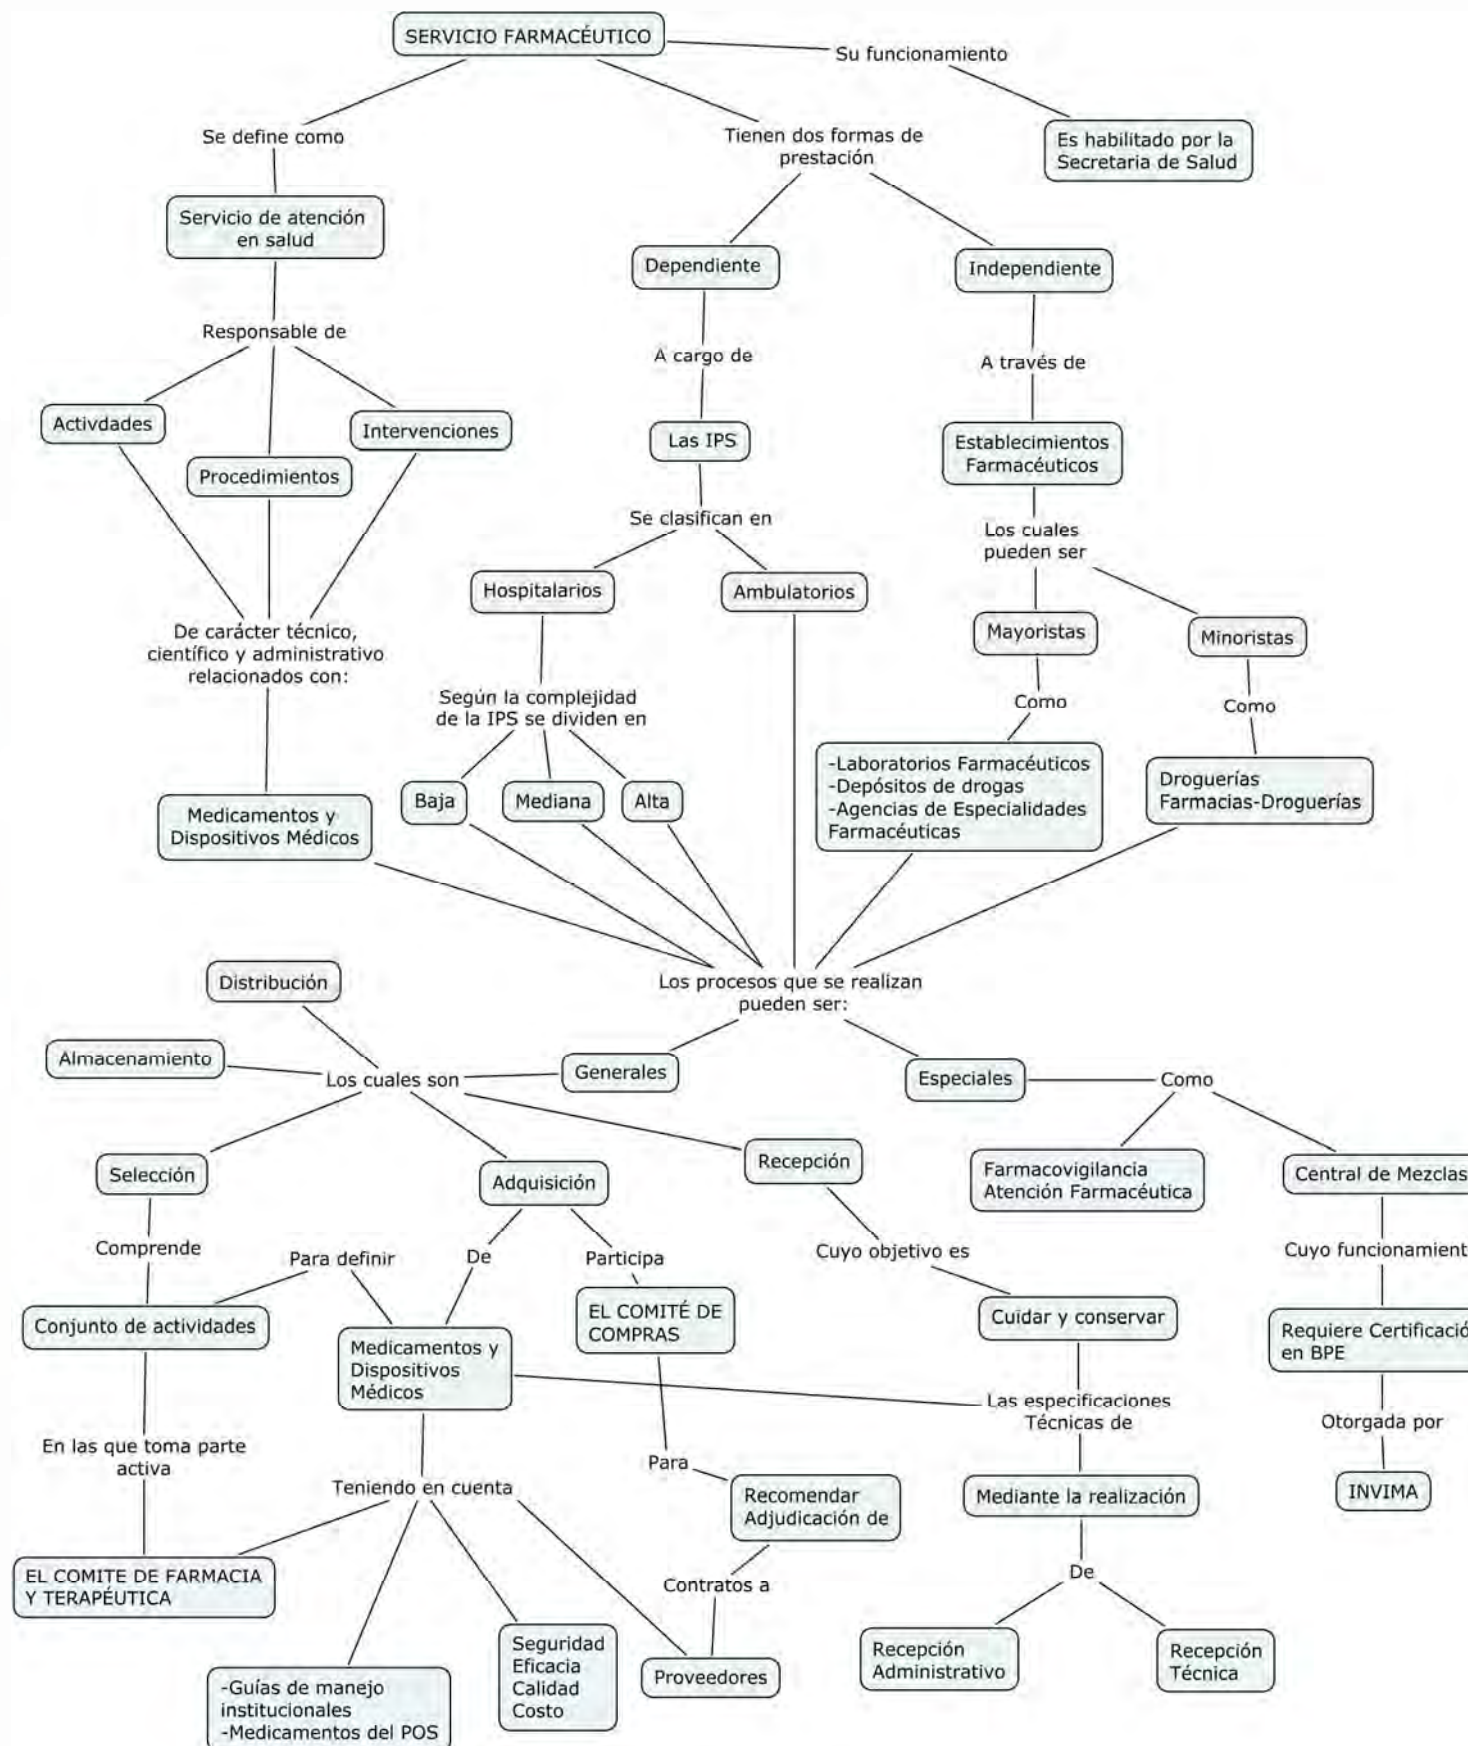 SERVICIO FARMACÉUTICO
Su funcionamiento
Es habilitado por la
Secretaria de Salud
Se define como
Tienen dos formas de
prestación
Servicio de atención
en salud
Dependiente
Independiente
Responsable de
A cargo de
A través de
Activdades
Procedimientos
Intervenciones
Las IPS
Establecimientos
Farmacéuticos
Se clasifican en
Los cuales
pueden ser
Hospitalarios
Ambulatorios
Mayoristas
Minoristas
De carácter técnico,
científico y administrativo
relacionados con:
Según la complejidad
de la IPS se dividen en
Como
Como
Baja
Mediana
Alta
-Laboratorios Farmacéuticos
-Depósitos de drogas
-Agencias de Especialidades
Farmacéuticas
Droguerías
Farmacias-Droguerías
Medicamentos y
Dispositivos Médicos
Los procesos que se realizan
pueden ser:
Distribución
Almacenamiento
Los cuales son
Generales
Especiales
Como
Selección
Adquisición
Recepción
Farmacovigilancia
Atención Farmacéutica
Central de Mezclas
Comprende
Para definir
De
Participa
Cuyo objetivo es
Cuyo funcionamient
Conjunto de actividades
Medicamentos y
Dispositivos
Médicos
EL COMITÉ DE
COMPRAS
Cuidar y conservar
Requiere Certificació
en BPE
Las especificaciones
Técnicas de
Otorgada por
En las que toma parte
activa
Teniendo en cuenta
Para
Recomendar
Adjudicación de
Mediante la realización
INVIMA
EL COMITE DE FARMACIA
Y TERAPÉUTICA
Contratos a
De
-Guías de manejo
institucionales
-Medicamentos del POS
Seguridad
Eficacia
Calidad
Costo
Proveedores
Recepción
Administrativo
Recepción
Técnica